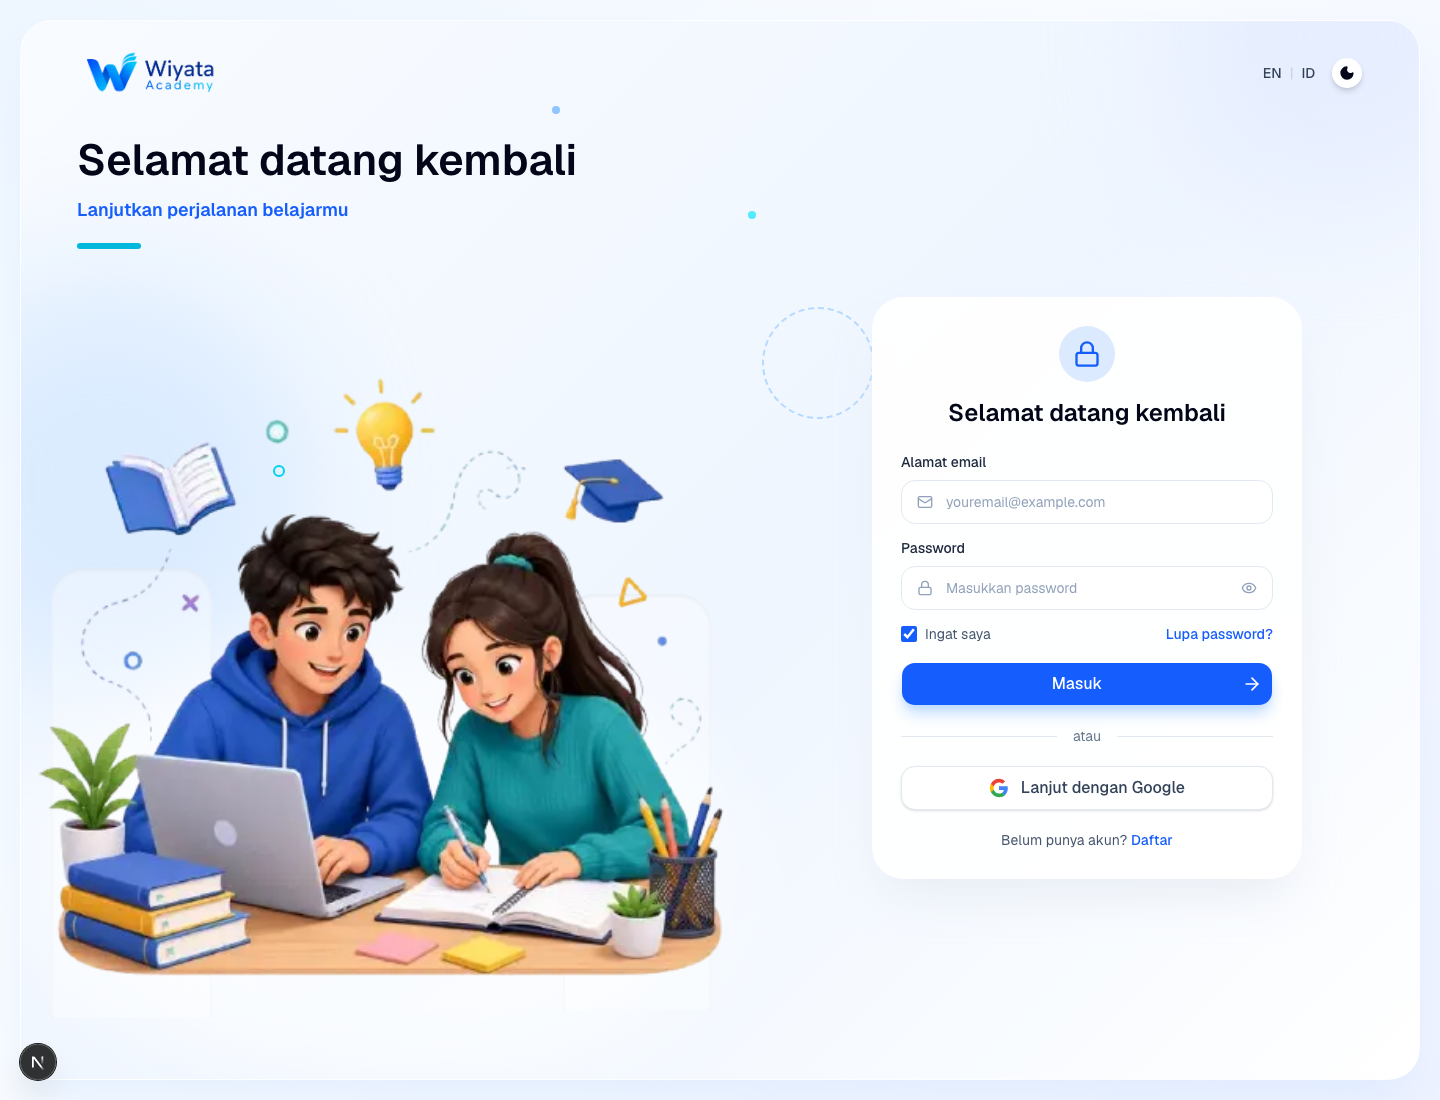 Wiyata
Academy
EN | ID
Selamat datang kembali
Lanjutkan perjalanan belajarmu
Selamat datang kembali
Alamat email
youremail@example.com
Password
Masukkan password
Ingat saya
Lupa password?
Masuk
atau
Lanjut dengan Google
Belum punya akun? Daftar
N